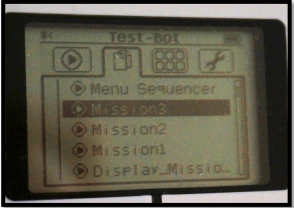 Test-Bot
Menu Sequencer
Mission3
Mission2
Mission1
Display_Missio...